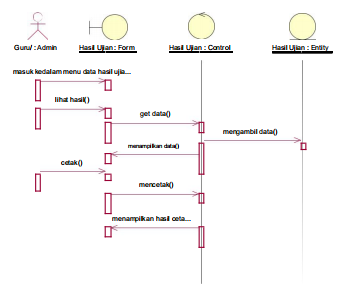 Guru/ : Admin
Hasil Ujian : Form
Hasil Ujian : Control
Hasil Ujian : Entity
masuk kedalam menu data hasil ujia...
lihat hasil()
get data()
mengambil data()
menampilkan data()
cetak()
mencetak()
menampilkan hasil ceta...